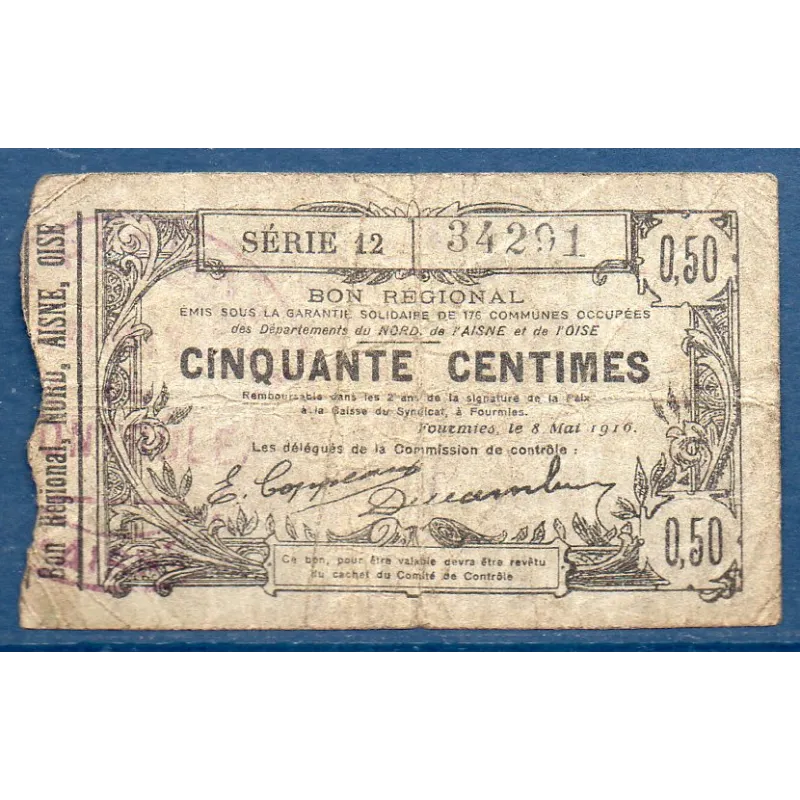 Bon Régional, NORD, AISNE, OISE
SÉRIE 12
34291
0,50
BON RÉGIONAL
ÉMIS SOUS LA GARANTIE SOLIDAIRE DE 176 COMMUNES OCCUPÉES
des Départements du NORD, de l'AISNE et de l'OISE
CINQUANTE CENTIMES
Remboursable dans les 2 ans de la signature de la Paix
à la Caisse du Syndicat, à Fourmies.
Fourmies, le 8 Mai 1916.
Les délégués de la Commission de contrôle :
E. Coppeaux
0,50
Ce bon, pour être valable devra être revêtu
du cachet du Comité de Contrôle